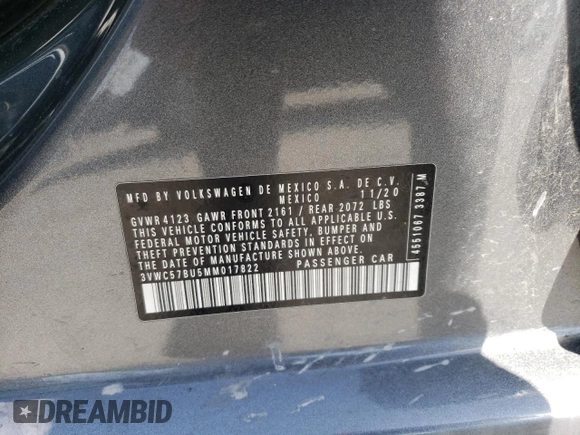 MFD BY VOLKSWAGEN DE MEXICO S.A. DE C.V.
MEXICO 11/20
GVWR 4123 GAWR FRONT 2161 / REAR 2072 LBS
THIS VEHICLE CONFORMS TO ALL APPLICABLE U.S.
FEDERAL MOTOR VEHICLE SAFETY, BUMPER AND
THEFT PREVENTION STANDARDS IN EFFECT ON
THE DATE OF MANUFACTURE SHOWN ABOVE.
3VWC57BU5MM017822 PASSENGER CAR
4551067 3387 M
DREAMBID